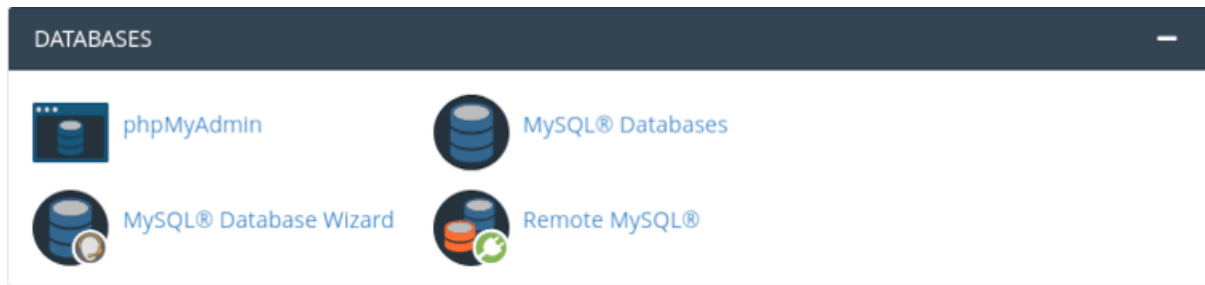 DATABASES
phpMyAdmin
MySQL® Databases
MySQL® Database Wizard
Remote MySQL®